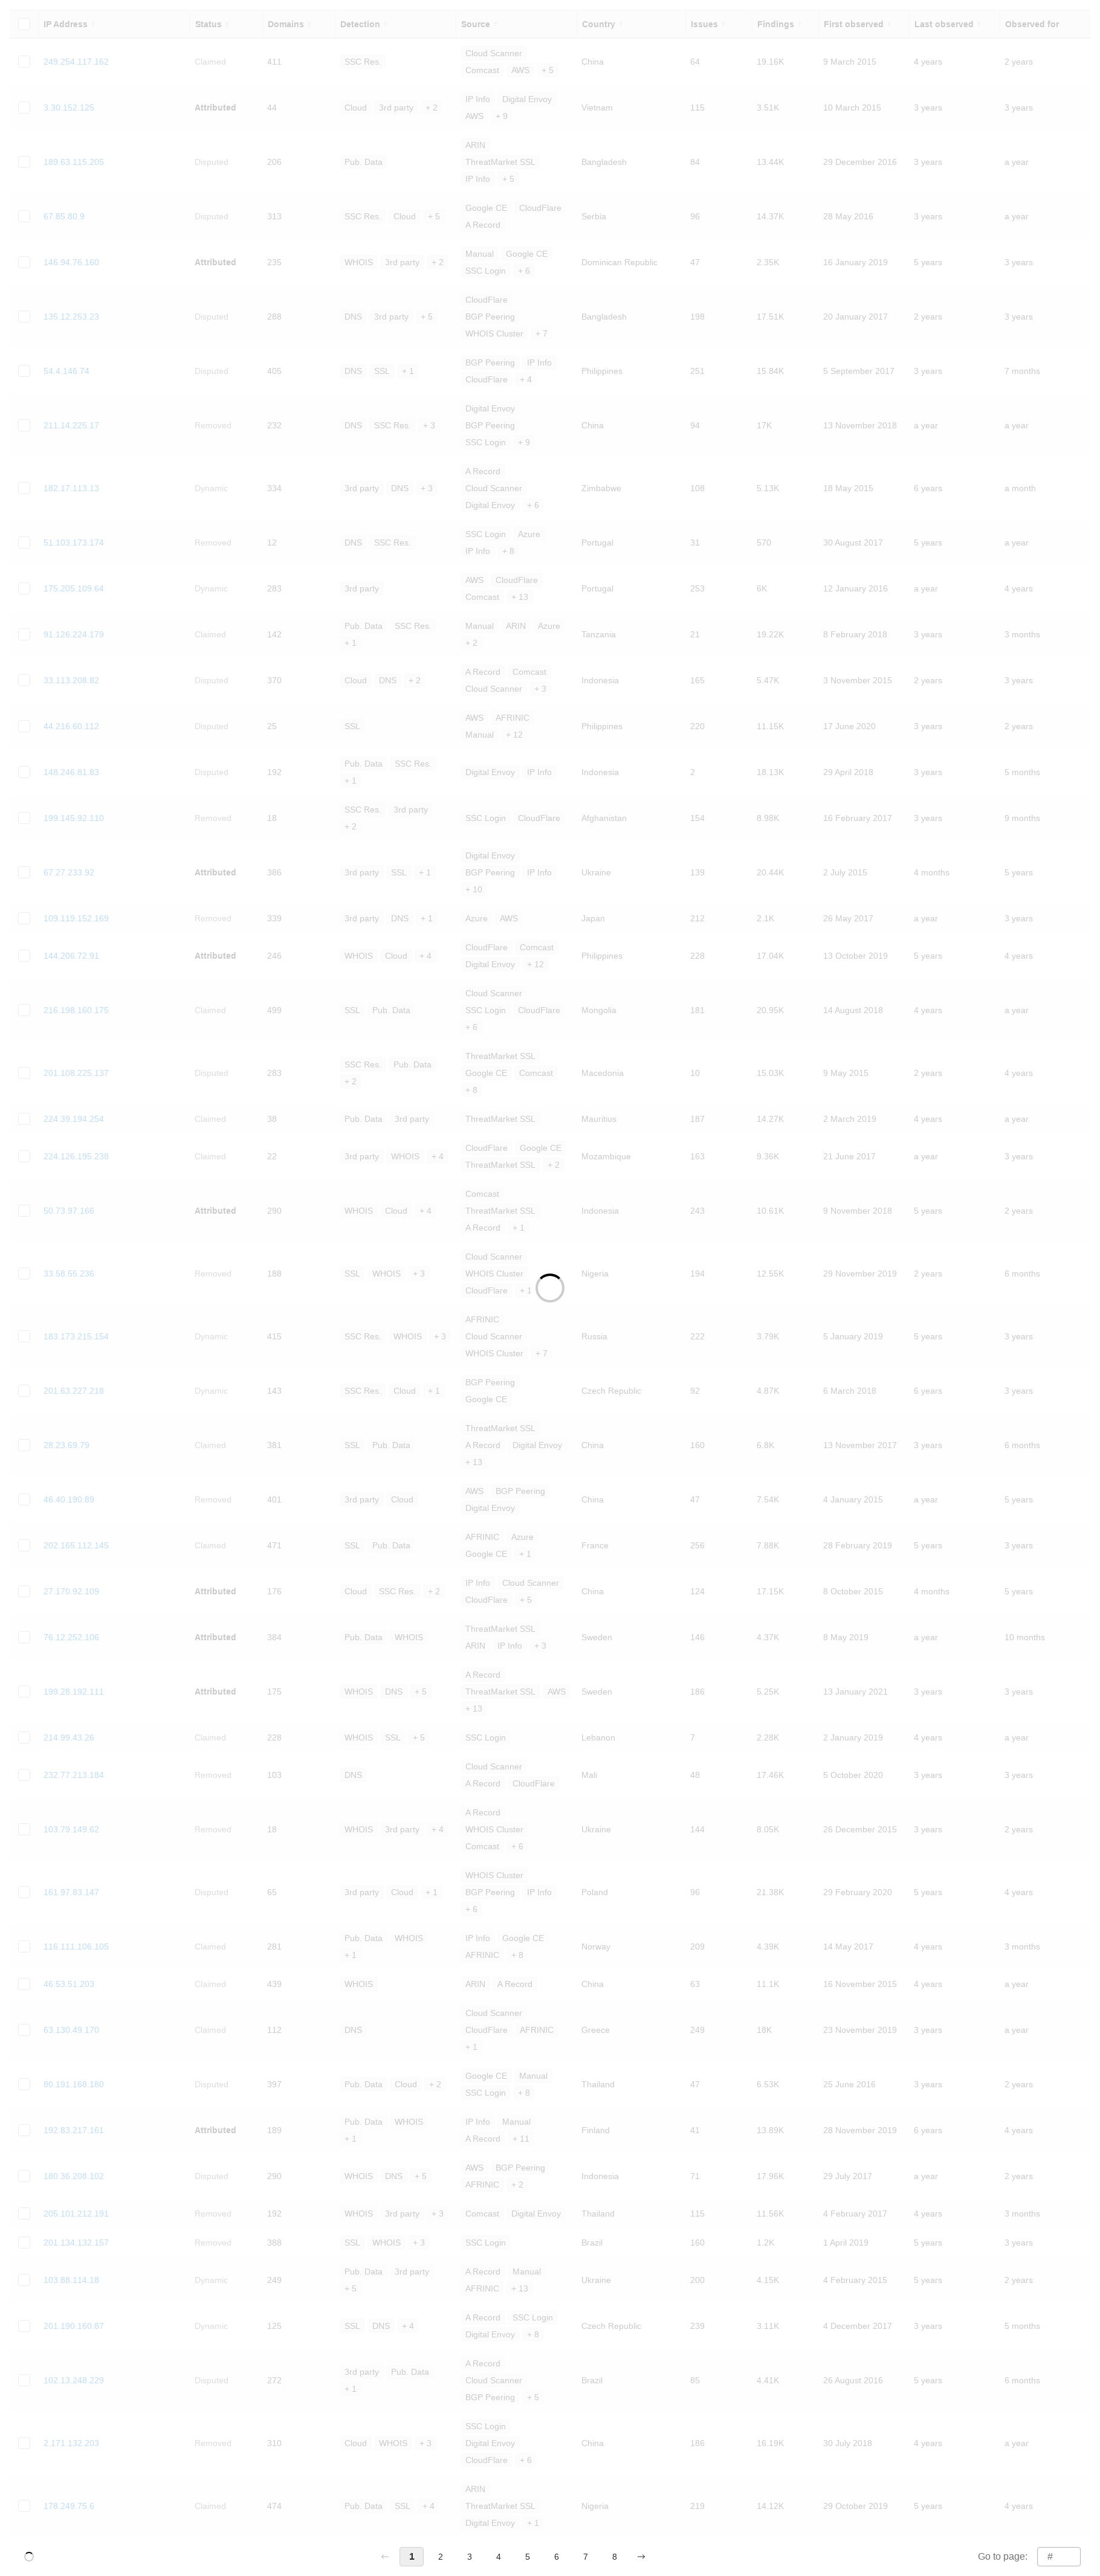 IP Address Status Domains Detection Source Country Issues Findings First observed Last observed Observed for
249.254.117.162 Claimed 411 SSC Res. Cloud Scanner Comcast AWS + 5 China 64 19.16K 9 March 2015 4 years 2 years
3.30.152.125 Attributed 44 Cloud 3rd party + 2 IP Info Digital Envoy AWS + 9 Vietnam 115 3.51K 10 March 2015 3 years 3 years
189.63.115.205 Disputed 206 Pub. Data ARIN ThreatMarket SSL IP Info + 5 Bangladesh 84 13.44K 29 December 2016 3 years a year
67.85.80.9 Disputed 313 SSC Res. Cloud + 5 Google CE CloudFlare A Record Serbia 96 14.37K 28 May 2016 3 years a year
146.94.76.160 Attributed 235 WHOIS 3rd party + 2 Manual Google CE SSC Login + 6 Dominican Republic 47 2.35K 16 January 2019 5 years 3 years
135.12.253.23 Disputed 288 DNS 3rd party + 5 CloudFlare BGP Peering WHOIS Cluster + 7 Bangladesh 198 17.51K 20 January 2017 2 years 3 years
54.4.146.74 Disputed 405 DNS SSL + 1 BGP Peering IP Info CloudFlare + 4 Philippines 251 15.84K 5 September 2017 3 years 7 months
211.14.225.17 Removed 232 DNS SSC Res. + 3 Digital Envoy BGP Peering SSC Login + 9 China 94 17K 13 November 2018 a year a year
182.17.113.13 Dynamic 334 3rd party DNS + 3 A Record Cloud Scanner Digital Envoy + 6 Zimbabwe 108 5.13K 18 May 2015 6 years a month
51.103.173.174 Removed 12 DNS SSC Res. SSC Login Azure IP Info + 8 Portugal 31 570 30 August 2017 5 years a year
175.205.109.64 Dynamic 283 3rd party AWS CloudFlare Comcast + 13 Portugal 253 6K 12 January 2016 a year 4 years
91.126.224.179 Claimed 142 Pub. Data SSC Res. + 1 Manual ARIN Azure + 2 Tanzania 21 19.22K 8 February 2018 3 years 3 months
33.113.208.82 Disputed 370 Cloud DNS + 2 A Record Comcast Cloud Scanner + 3 Indonesia 165 5.47K 3 November 2015 2 years 3 years
44.216.60.112 Disputed 25 SSL AWS AFRINIC Manual + 12 Philippines 220 11.15K 17 June 2020 3 years 2 years
148.246.81.83 Disputed 192 Pub. Data SSC Res. + 1 Digital Envoy IP Info Indonesia 2 18.13K 29 April 2018 3 years 5 months
199.145.92.110 Removed 18 SSC Res. 3rd party + 2 SSC Login CloudFlare Afghanistan 154 8.98K 16 February 2017 3 years 9 months
67.27.233.92 Attributed 386 3rd party SSL + 1 Digital Envoy BGP Peering IP Info + 10 Ukraine 139 20.44K 2 July 2015 4 months 5 years
109.119.152.169 Removed 339 3rd party DNS + 1 Azure AWS Japan 212 2.1K 26 May 2017 a year 3 years
144.206.72.91 Attributed 246 WHOIS Cloud + 4 CloudFlare Comcast Digital Envoy + 12 Philippines 228 17.04K 13 October 2019 5 years 4 years
216.198.160.175 Claimed 499 SSL Pub. Data Cloud Scanner SSC Login CloudFlare + 6 Mongolia 181 20.95K 14 August 2018 4 years a year
201.108.225.137 Disputed 283 SSC Res. Pub. Data + 2 ThreatMarket SSL Google CE Comcast + 8 Macedonia 10 15.03K 9 May 2015 2 years 4 years
224.39.194.254 Claimed 38 Pub. Data 3rd party ThreatMarket SSL Mauritius 187 14.27K 2 March 2019 4 years a year
224.126.195.238 Claimed 22 3rd party WHOIS + 4 CloudFlare Google CE ThreatMarket SSL + 2 Mozambique 163 9.36K 21 June 2017 a year 3 years
50.73.97.166 Attributed 290 WHOIS Cloud + 4 Comcast ThreatMarket SSL A Record + 1 Indonesia 243 10.61K 9 November 2018 5 years 2 years
33.58.55.236 Removed 188 SSL WHOIS + 3 Cloud Scanner WHOIS Cluster CloudFlare + 1 Nigeria 194 12.55K 29 November 2019 2 years 6 months
183.173.215.154 Dynamic 415 SSC Res. WHOIS + 3 AFRINIC Cloud Scanner WHOIS Cluster + 7 Russia 222 3.79K 5 January 2019 5 years 3 years
201.63.227.218 Dynamic 143 SSC Res. Cloud + 1 BGP Peering Google CE Czech Republic 92 4.87K 6 March 2018 6 years 3 years
28.23.69.79 Claimed 381 SSL Pub. Data ThreatMarket SSL A Record Digital Envoy + 13 China 160 6.8K 13 November 2017 3 years 6 months
46.40.190.89 Removed 401 3rd party Cloud AWS BGP Peering Digital Envoy China 47 7.54K 4 January 2015 a year 5 years
202.165.112.145 Claimed 471 SSL Pub. Data AFRINIC Azure Google CE + 1 France 256 7.88K 28 February 2019 5 years 3 years
27.170.92.109 Attributed 176 Cloud SSC Res. + 2 IP Info Cloud Scanner CloudFlare + 5 China 124 17.15K 8 October 2015 4 months 5 years
76.12.252.106 Attributed 384 Pub. Data WHOIS ThreatMarket SSL ARIN IP Info + 3 Sweden 146 4.37K 8 May 2019 a year 10 months
199.28.192.111 Attributed 175 WHOIS DNS + 5 A Record ThreatMarket SSL AWS + 13 Sweden 186 5.25K 13 January 2021 3 years 3 years
214.99.43.26 Claimed 228 WHOIS SSL + 5 SSC Login Lebanon 7 2.28K 2 January 2019 4 years a year
232.77.213.184 Removed 103 DNS Cloud Scanner A Record CloudFlare Mali 48 17.46K 5 October 2020 3 years 3 years
103.79.149.62 Removed 18 WHOIS 3rd party + 4 A Record WHOIS Cluster Comcast + 6 Ukraine 144 8.05K 26 December 2015 3 years 2 years
161.97.83.147 Disputed 65 3rd party Cloud + 1 WHOIS Cluster BGP Peering IP Info + 6 Poland 96 21.38K 29 February 2020 5 years 4 years
116.111.106.105 Claimed 281 Pub. Data WHOIS + 1 IP Info Google CE AFRINIC + 8 Norway 209 4.39K 14 May 2017 4 years 3 months
46.53.51.203 Claimed 439 WHOIS ARIN A Record China 63 11.1K 16 November 2015 4 years a year
63.130.49.170 Claimed 112 DNS Cloud Scanner CloudFlare AFRINIC + 1 Greece 249 18K 23 November 2019 3 years a year
80.191.168.180 Disputed 397 Pub. Data Cloud + 2 Google CE Manual SSC Login + 8 Thailand 47 6.53K 25 June 2016 3 years 2 years
192.83.217.161 Attributed 189 Pub. Data WHOIS + 1 IP Info Manual A Record + 11 Finland 41 13.89K 28 November 2019 6 years 4 years
180.36.208.102 Disputed 290 WHOIS DNS + 5 AWS BGP Peering AFRINIC + 2 Indonesia 71 17.96K 29 July 2017 a year 2 years
205.101.212.191 Removed 192 WHOIS 3rd party + 3 Comcast Digital Envoy Thailand 115 11.56K 4 February 2017 4 years 3 months
201.134.132.157 Removed 388 SSL WHOIS + 3 SSC Login Brazil 160 1.2K 1 April 2019 5 years 3 years
103.88.114.18 Dynamic 249 Pub. Data 3rd party + 5 A Record Manual AFRINIC + 13 Ukraine 200 4.15K 4 February 2015 5 years 2 years
201.190.160.87 Dynamic 125 SSL DNS + 4 A Record SSC Login Digital Envoy + 8 Czech Republic 239 3.11K 4 December 2017 3 years 5 months
102.13.248.229 Disputed 272 3rd party Pub. Data + 1 A Record Cloud Scanner BGP Peering + 5 Brazil 85 4.41K 26 August 2016 5 years 6 months
2.171.132.203 Removed 310 Cloud WHOIS + 3 SSC Login Digital Envoy CloudFlare + 6 China 186 16.19K 30 July 2018 4 years a year
178.249.75.6 Claimed 474 Pub. Data SSL + 4 ARIN ThreatMarket SSL Digital Envoy + 1 Nigeria 219 14.12K 29 October 2019 5 years 4 years
← 1 2 3 4 5 6 7 8 → Go to page: #